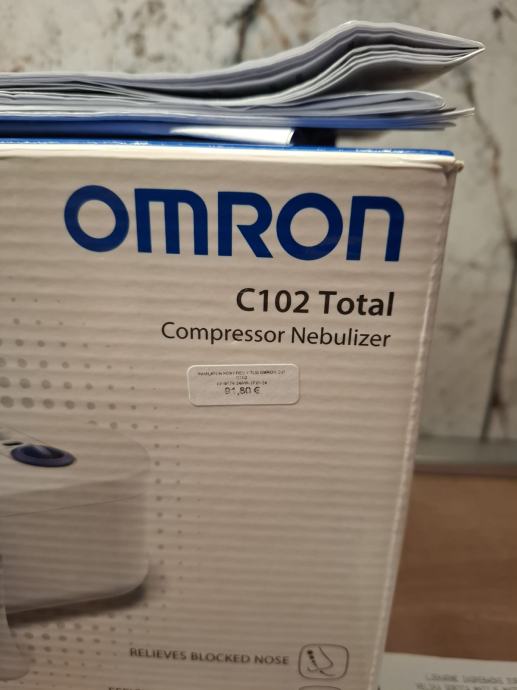 OMRON
C102 Total
Compressor Nebulizer
91,80 €
RELIEVES BLOCKED NOSE